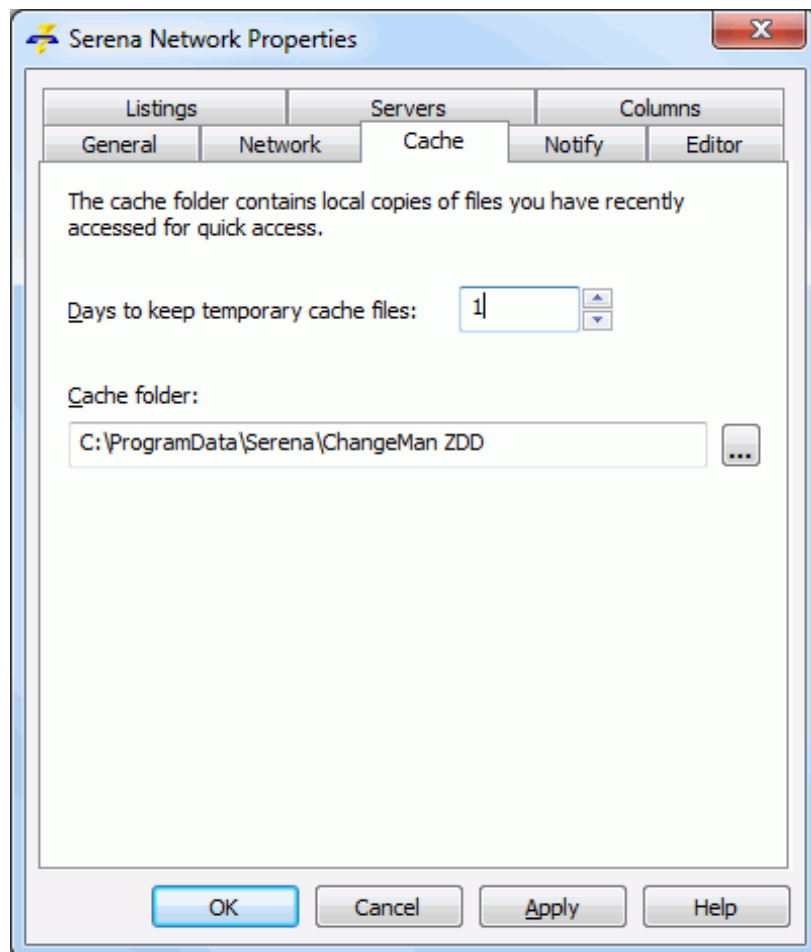 Serena Network Properties
Listings Servers Columns
General Network Cache Notify Editor
The cache folder contains local copies of files you have recently
accessed for quick access.
Days to keep temporary cache files: 1
Cache folder:
C:\ProgramData\Serena\ChangeMan ZDD ...
OK Cancel Apply Help